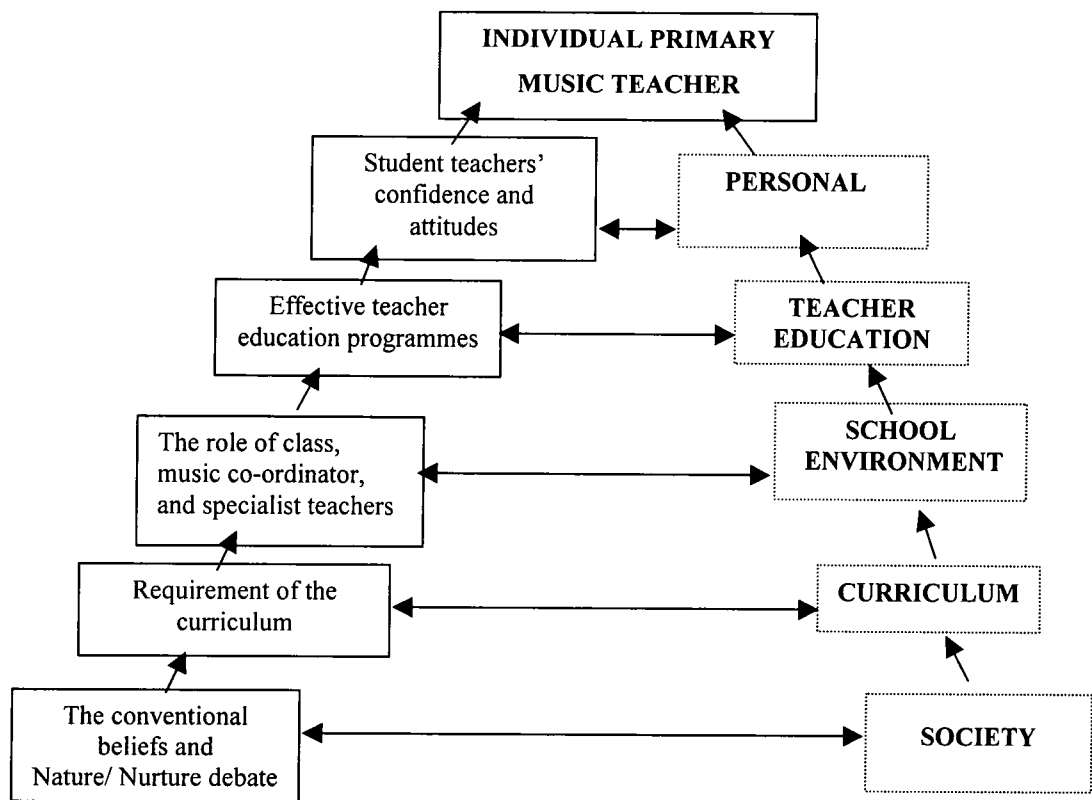 INDIVIDUAL PRIMARY
MUSIC TEACHER
Student teachers’
confidence and
attitudes
PERSONAL
Effective teacher
education programmes
TEACHER
EDUCATION
The role of class,
music co-ordinator,
and specialist teachers
SCHOOL
ENVIRONMENT
Requirement of the
curriculum
CURRICULUM
The conventional
beliefs and
Nature/ Nurture debate
SOCIETY